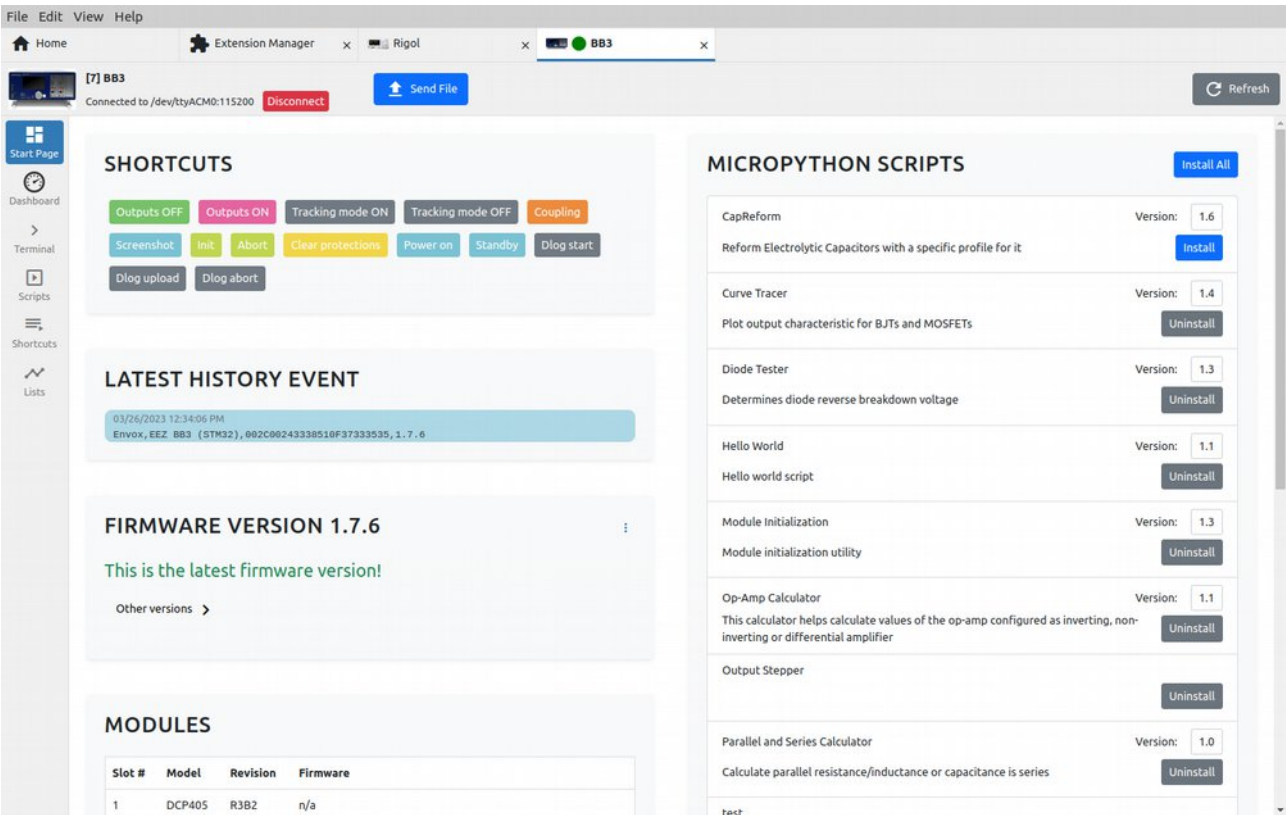 File Edit View Help
Home
Extension Manager x
Rigol x
BB3 x
[7] BB3
Connected to /dev/ttyACM0:115200 Disconnect
Send File
Refresh
Start Page
Dashboard
Terminal
Scripts
Shortcuts
Lists
SHORTCUTS
Outputs OFF Outputs ON Tracking mode ON Tracking mode OFF Coupling
Screenshot Init Abort Clear protections Power on Standby Dlog start
Dlog upload Dlog abort
LATEST HISTORY EVENT
03/26/2023 12:34:06 PM
Envox,EEZ BB3 (STM32),002C00243338510F37333535,1.7.6
FIRMWARE VERSION 1.7.6
This is the latest firmware version!
Other versions
MODULES
Slot # Model Revision Firmware
1 DCP405 R3B2 n/a
MICROPYTHON SCRIPTS Install All
CapReform Version: 1.6
Reform Electrolytic Capacitors with a specific profile for it Install
Curve Tracer Version: 1.4
Plot output characteristic for BJTs and MOSFETs Uninstall
Diode Tester Version: 1.3
Determines diode reverse breakdown voltage Uninstall
Hello World Version: 1.1
Hello world script Uninstall
Module Initialization Version: 1.3
Module initialization utility Uninstall
Op-Amp Calculator Version: 1.1
This calculator helps calculate values of the op-amp configured as inverting, non-
inverting or differential amplifier Uninstall
Output Stepper
Uninstall
Parallel and Series Calculator Version: 1.0
Calculate parallel resistance/inductance or capacitance is series Uninstall
test